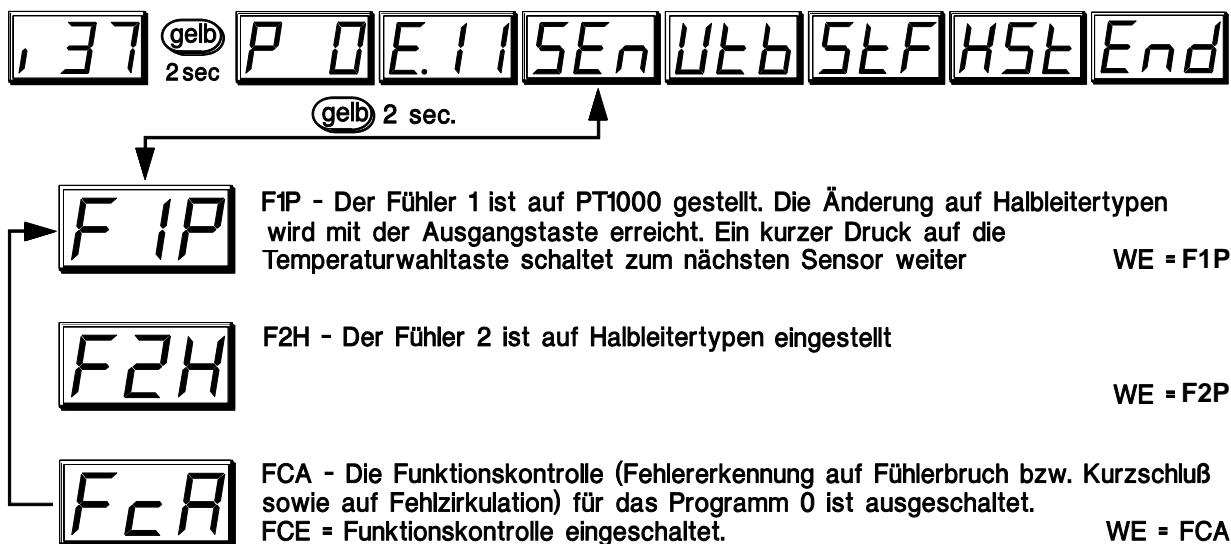 ı 37 gelb P 0 E.11 SEn Utb StF HSt End
2 sec
gelb 2 sec.
F1P
F1P - Der Fühler 1 ist auf PT1000 gestellt. Die Änderung auf Halbleitertypen
wird mit der Ausgangstaste erreicht. Ein kurzer Druck auf die
Temperaturwahltaste schaltet zum nächsten Sensor weiter WE = F1P
F2H
F2H - Der Fühler 2 ist auf Halbleitertypen eingestellt
WE = F2P
FcA
FCA - Die Funktionskontrolle (Fehlererkennung auf Fühlerbruch bzw. Kurzschluß
sowie auf Fehlzirkulation) für das Programm 0 ist ausgeschaltet.
FCE = Funktionskontrolle eingeschaltet. WE = FCA